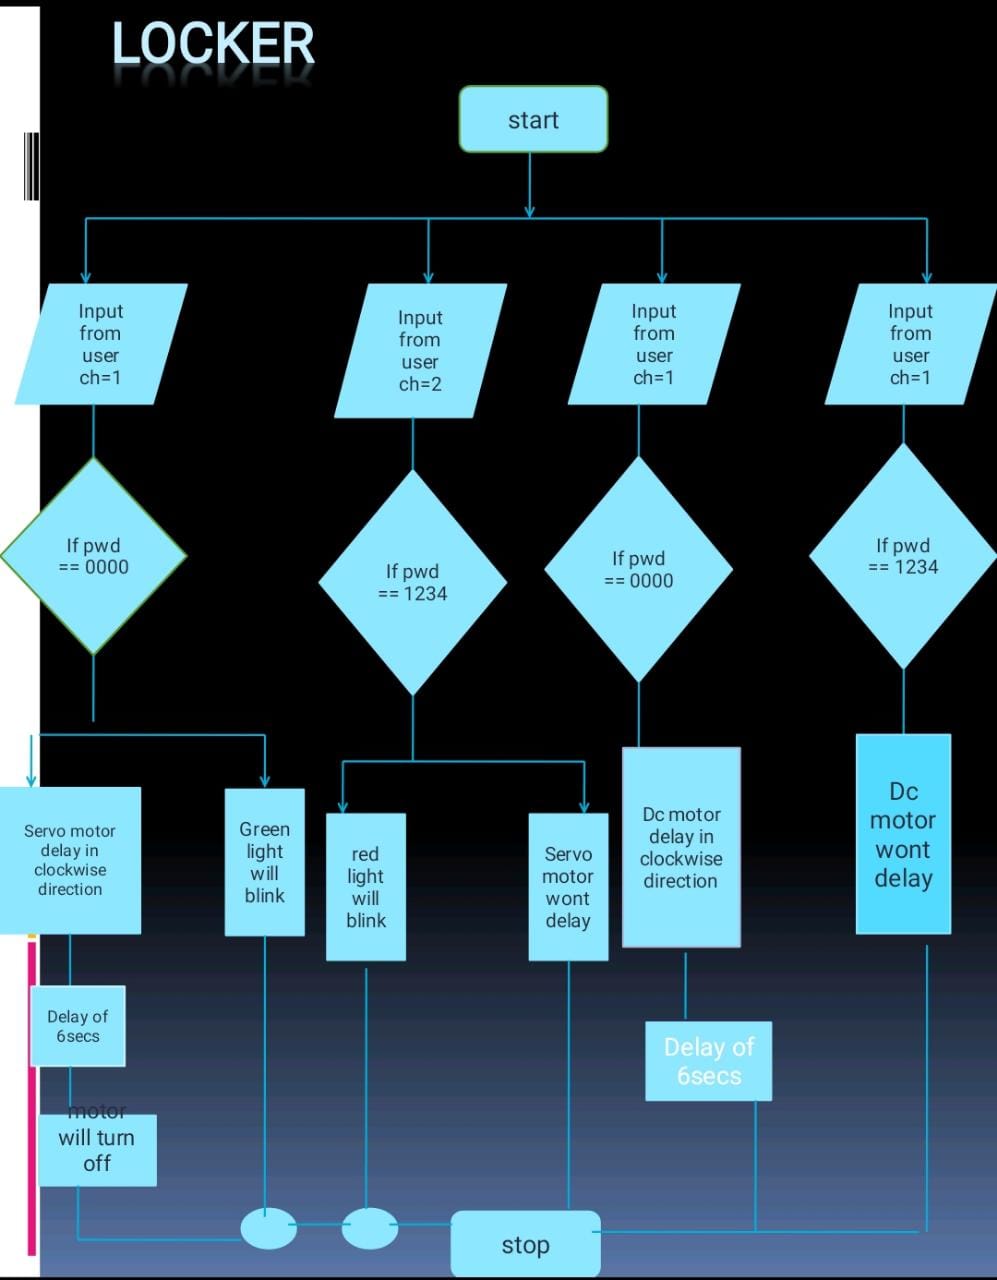 LOCKER
start
Input
from
user
ch=1
Input
from
user
ch=2
Input
from
user
ch=1
Input
from
user
ch=1
If pwd
== 0000
If pwd
== 1234
If pwd
== 0000
If pwd
== 1234
Servo motor
delay in
clockwise
direction
Green
light
will
blink
red
light
will
blink
Servo
motor
wont
delay
Dc motor
delay in
clockwise
direction
Dc
motor
wont
delay
Delay of
6secs
Delay of
6secs
motor
will turn
off
stop